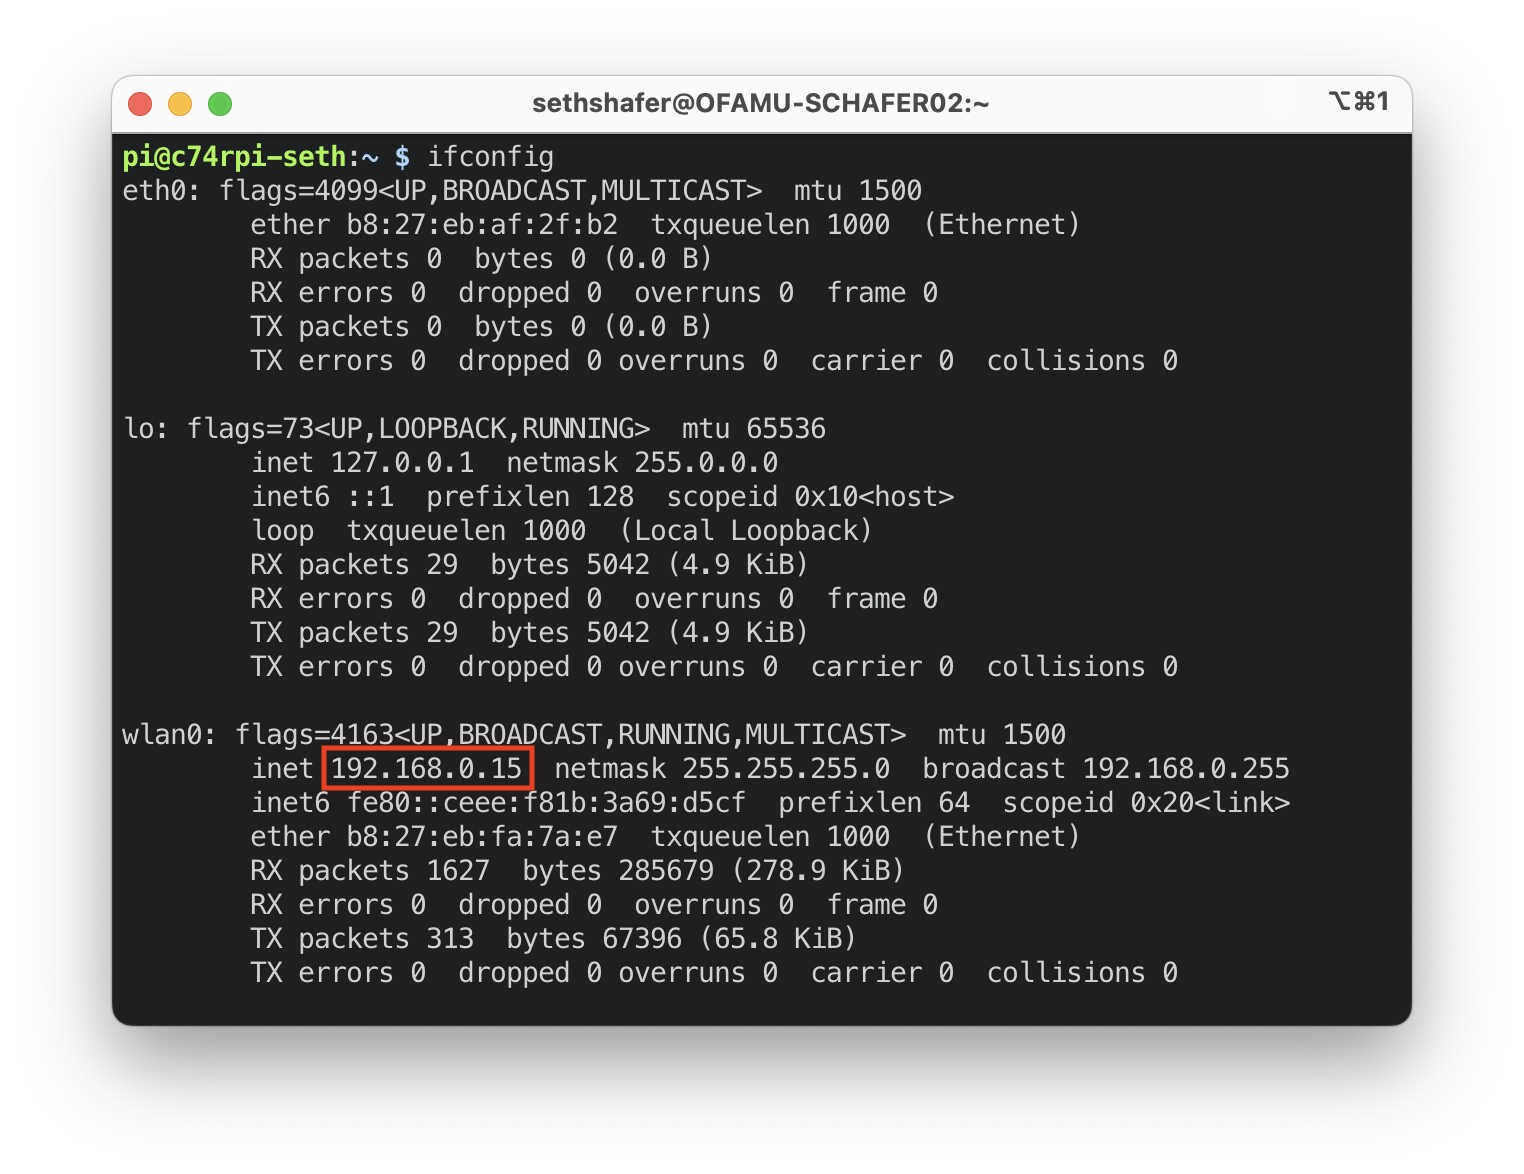 sethshafer@OFAMU-SCHAFER02:~ ⌥⌘1
pi@c74rpi-seth:~ $ ifconfig
eth0: flags=4099<UP,BROADCAST,MULTICAST>  mtu 1500
        ether b8:27:eb:af:2f:b2  txqueuelen 1000  (Ethernet)
        RX packets 0  bytes 0 (0.0 B)
        RX errors 0  dropped 0  overruns 0  frame 0
        TX packets 0  bytes 0 (0.0 B)
        TX errors 0  dropped 0 overruns 0  carrier 0  collisions 0

lo: flags=73<UP,LOOPBACK,RUNNING>  mtu 65536
        inet 127.0.0.1  netmask 255.0.0.0
        inet6 ::1  prefixlen 128  scopeid 0x10<host>
        loop  txqueuelen 1000  (Local Loopback)
        RX packets 29  bytes 5042 (4.9 KiB)
        RX errors 0  dropped 0  overruns 0  frame 0
        TX packets 29  bytes 5042 (4.9 KiB)
        TX errors 0  dropped 0 overruns 0  carrier 0  collisions 0

wlan0: flags=4163<UP,BROADCAST,RUNNING,MULTICAST>  mtu 1500
        inet 192.168.0.15  netmask 255.255.255.0  broadcast 192.168.0.255
        inet6 fe80::ceee:f81b:3a69:d5cf  prefixlen 64  scopeid 0x20<link>
        ether b8:27:eb:fa:7a:e7  txqueuelen 1000  (Ethernet)
        RX packets 1627  bytes 285679 (278.9 KiB)
        RX errors 0  dropped 0  overruns 0  frame 0
        TX packets 313  bytes 67396 (65.8 KiB)
        TX errors 0  dropped 0 overruns 0  carrier 0  collisions 0